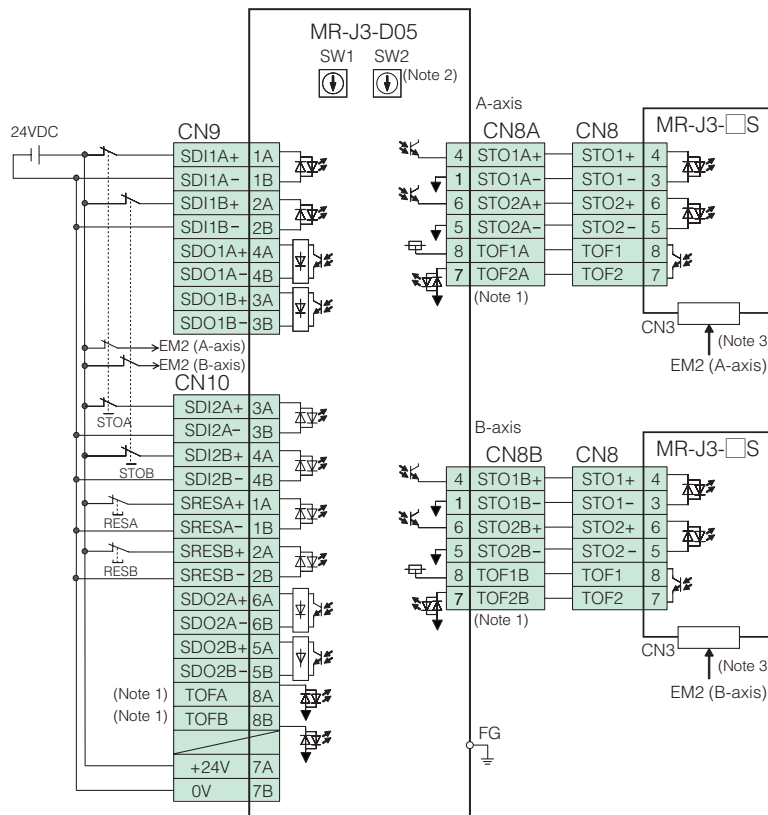 MR-J3-D05
SW1 SW2
(Note 2)
24VDC
CN9
SDI1A+ 1A
SDI1A- 1B
SDI1B+ 2A
SDI1B- 2B
SDO1A+ 4A
SDO1A- 4B
SDO1B+ 3A
SDO1B- 3B
EM2 (A-axis)
EM2 (B-axis)
CN10
SDI2A+ 3A
STOA
SDI2A- 3B
SDI2B+ 4A
STOB
SDI2B- 4B
SRESA+ 1A
RESA
SRESA- 1B
SRESB+ 2A
RESB
SRESB- 2B
SDO2A+ 6A
SDO2A- 6B
SDO2B+ 5A
SDO2B- 5B
(Note 1) TOFA 8A
(Note 1) TOFB 8B
+24V 7A
0V 7B
FG
A-axis
CN8A CN8 MR-J3-□S
4 STO1A+ STO1+ 4
1 STO1A- STO1- 3
6 STO2A+ STO2+ 6
5 STO2A- STO2- 5
8 TOF1A TOF1 8
7 TOF2A TOF2 7
(Note 1)
CN3
(Note 3
EM2 (A-axis)
B-axis
CN8B CN8 MR-J3-□S
4 STO1B+ STO1+ 4
1 STO1B- STO1- 3
6 STO2B+ STO2+ 6
5 STO2B- STO2- 5
8 TOF1B TOF1 8
7 TOF2B TOF2 7
(Note 1)
CN3
(Note 3
EM2 (B-axis)